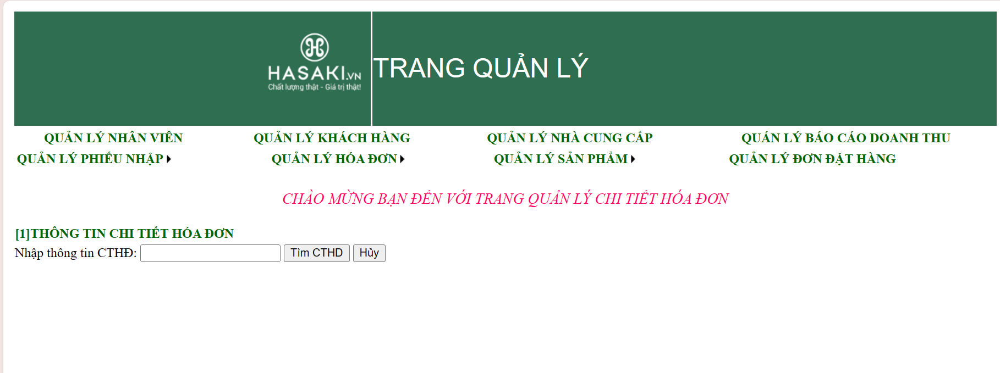 HASAKI.VN
Chất lượng thật - Giá trị thật!
TRANG QUẢN LÝ
QUẢN LÝ NHÂN VIÊN QUẢN LÝ KHÁCH HÀNG QUẢN LÝ NHÀ CUNG CẤP QUÁN LÝ BÁO CÁO DOANH THU
QUẢN LÝ PHIẾU NHẬP QUẢN LÝ HÓA ĐƠN QUẢN LÝ SẢN PHẨM QUẢN LÝ ĐƠN ĐẶT HÀNG
CHÀO MỪNG BẠN ĐẾN VỚI TRANG QUẢN LÝ CHI TIẾT HÓA ĐƠN
[1]THÔNG TIN CHI TIẾT HÓA ĐƠN
Nhập thông tin CTHĐ: Tìm CTHD Hủy